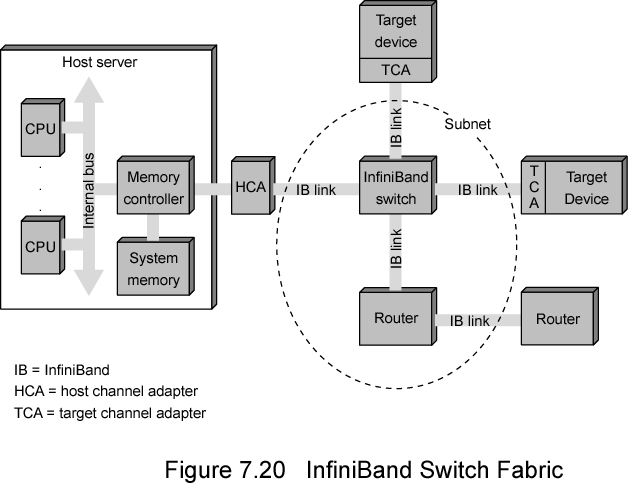 Host server
CPU
CPU
Internal bus
Memory
controller
System
memory
HCA
IB link
Target
device
TCA
IB link
Subnet
InfiniBand
switch
IB link
TCA
Target
Device
IB link
Router
IB link
Router
IB = InfiniBand
HCA = host channel adapter
TCA = target channel adapter
Figure 7.20 InfiniBand Switch Fabric